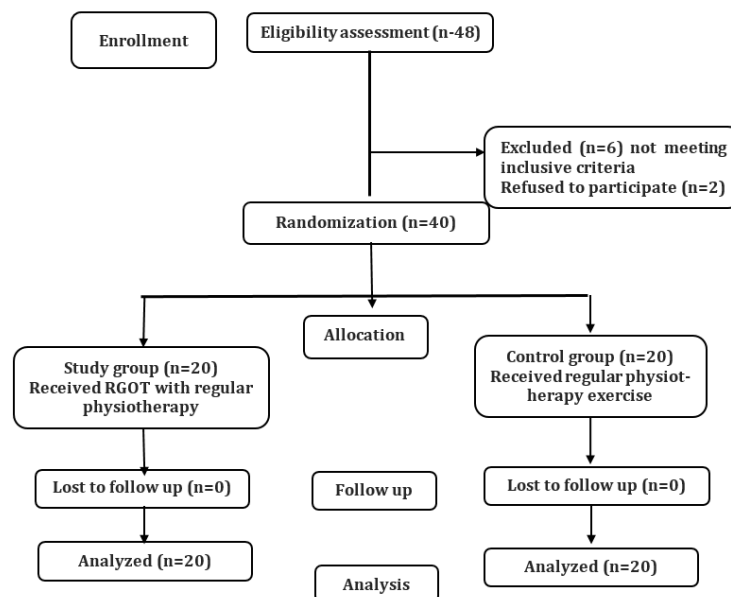 Enrollment
Eligibility assessment (n-48)
Excluded (n=6) not meeting
inclusive criteria
Refused to participate (n=2)
Randomization (n=40)
Allocation
Study group (n=20)
Received RGOT with regular
physiotherapy
Control group (n=20)
Received regular physiot-
herapy exercise
Lost to follow up (n=0)
Follow up
Lost to follow up (n=0)
Analyzed (n=20)
Analyzed (n=20)
Analysis